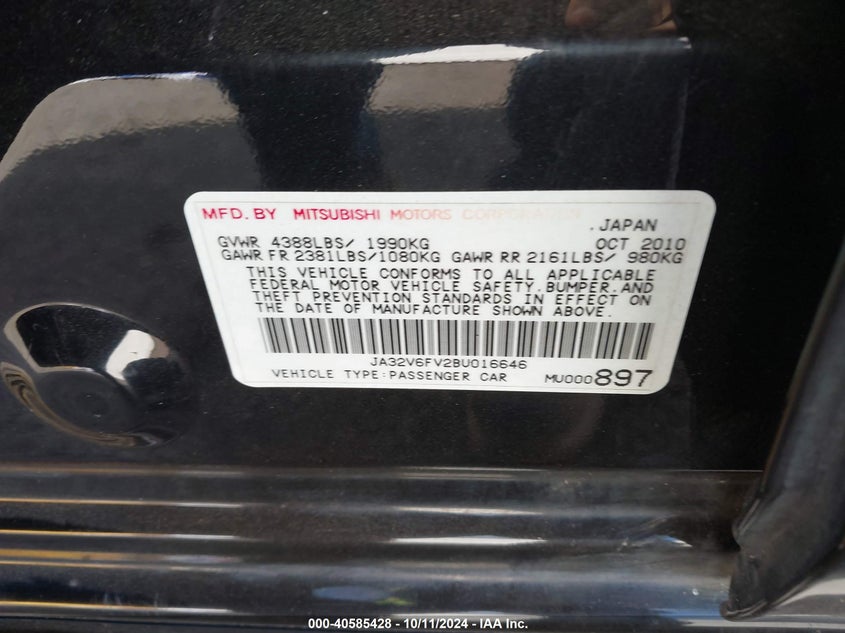 MFD. BY MITSUBISHI MOTORS CORPORATION
.JAPAN
GVWR 4388LBS/ 1990KG OCT 2010
GAWR FR 2381LBS/1080KG GAWR RR 2161LBS/ 980KG
THIS VEHICLE CONFORMS TO ALL APPLICABLE
FEDERAL MOTOR VEHICLE SAFETY.BUMPER.AND
THEFT PREVENTION STANDARDS IN EFFECT ON
THE DATE OF MANUFACTURE SHOWN ABOVE.
JA32V6FV2BU016646
VEHICLE TYPE:PASSENGER CAR MU000897
000-40585428 - 10/11/2024 - IAA Inc.